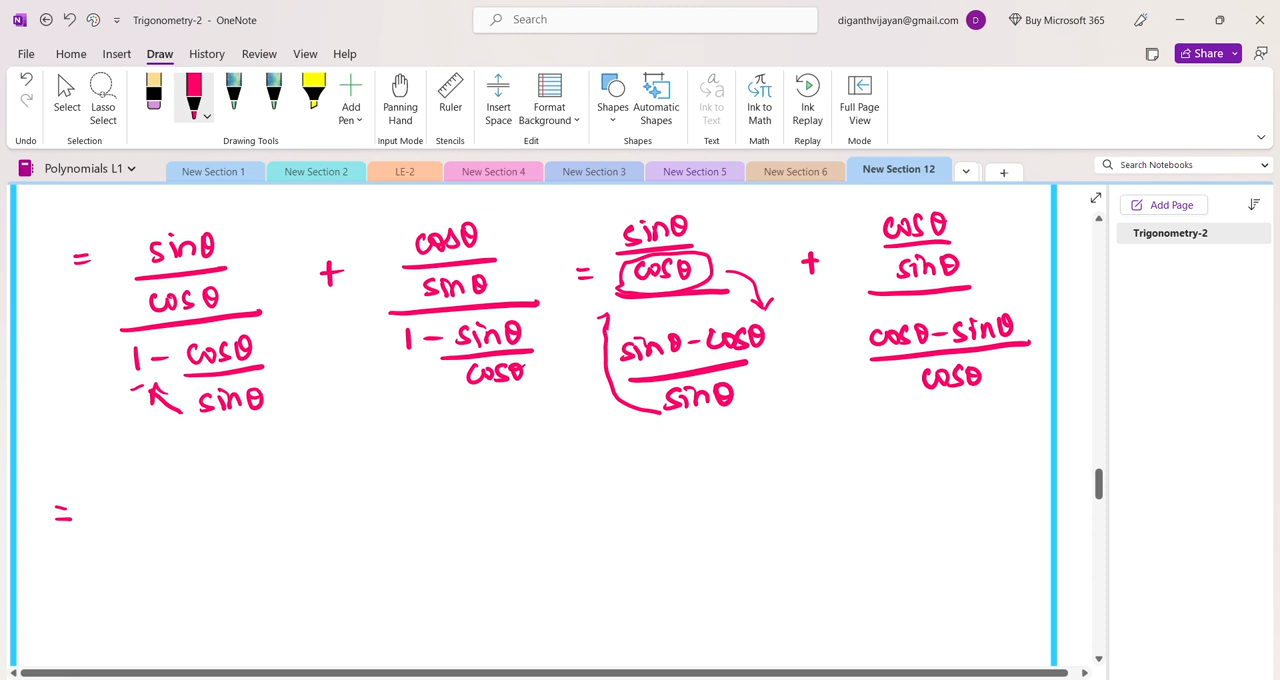 Trigonometry-2 - OneNote
Search
diganthvijayan@gmail.com D Buy Microsoft 365
File Home Insert Draw History Review View Help Share
Select Lasso Select Add Pen Panning Hand Ruler Insert Space Format Background Shapes Automatic Shapes Ink to Text Ink to Math Ink Replay Full Page View
Undo Selection Drawing Tools Input Mode Stencils Edit Shapes Convert Replay Mode
Polynomials L1 New Section 1 New Section 2 LE-2 New Section 4 New Section 3 New Section 5 New Section 6 New Section 12 + Search Notebooks
Add Page
Trigonometry-2
= sinθ/cosθ / (1 - cosθ/sinθ) + cosθ/sinθ / (1 - sinθ/cosθ) = sinθ/cosθ / ((sinθ - cosθ)/sinθ) + cosθ/sinθ / ((cosθ - sinθ)/cosθ)
=